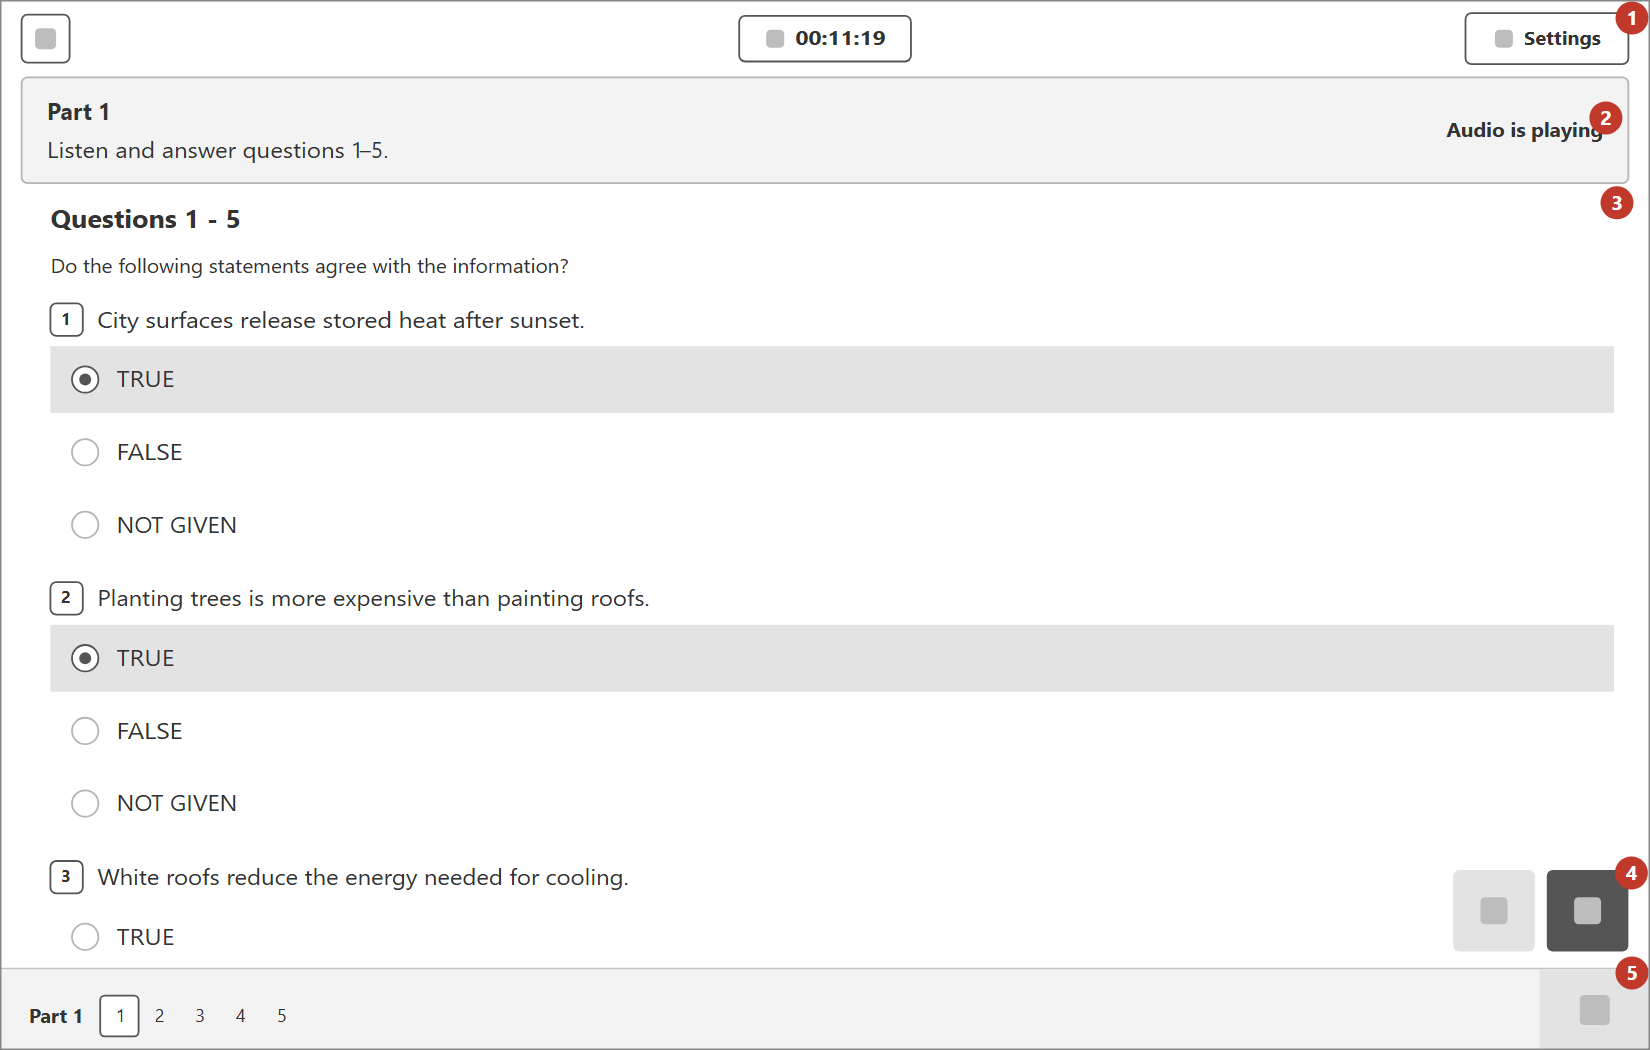 00:11:19
Settings
1
Part 1
Listen and answer questions 1–5.
Audio is playing
2
3
Questions 1 - 5
Do the following statements agree with the information?
1 City surfaces release stored heat after sunset.
TRUE
FALSE
NOT GIVEN
2 Planting trees is more expensive than painting roofs.
TRUE
FALSE
NOT GIVEN
3 White roofs reduce the energy needed for cooling.
TRUE
4
5
Part 1 1 2 3 4 5